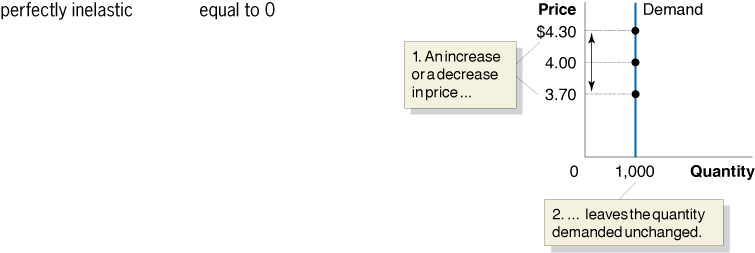 perfectly inelastic equal to 0
Price Demand
$4.30
4.00
3.70
1. An increase
or a decrease
in price ...
0 1,000 Quantity
2. ... leaves the quantity
demanded unchanged.